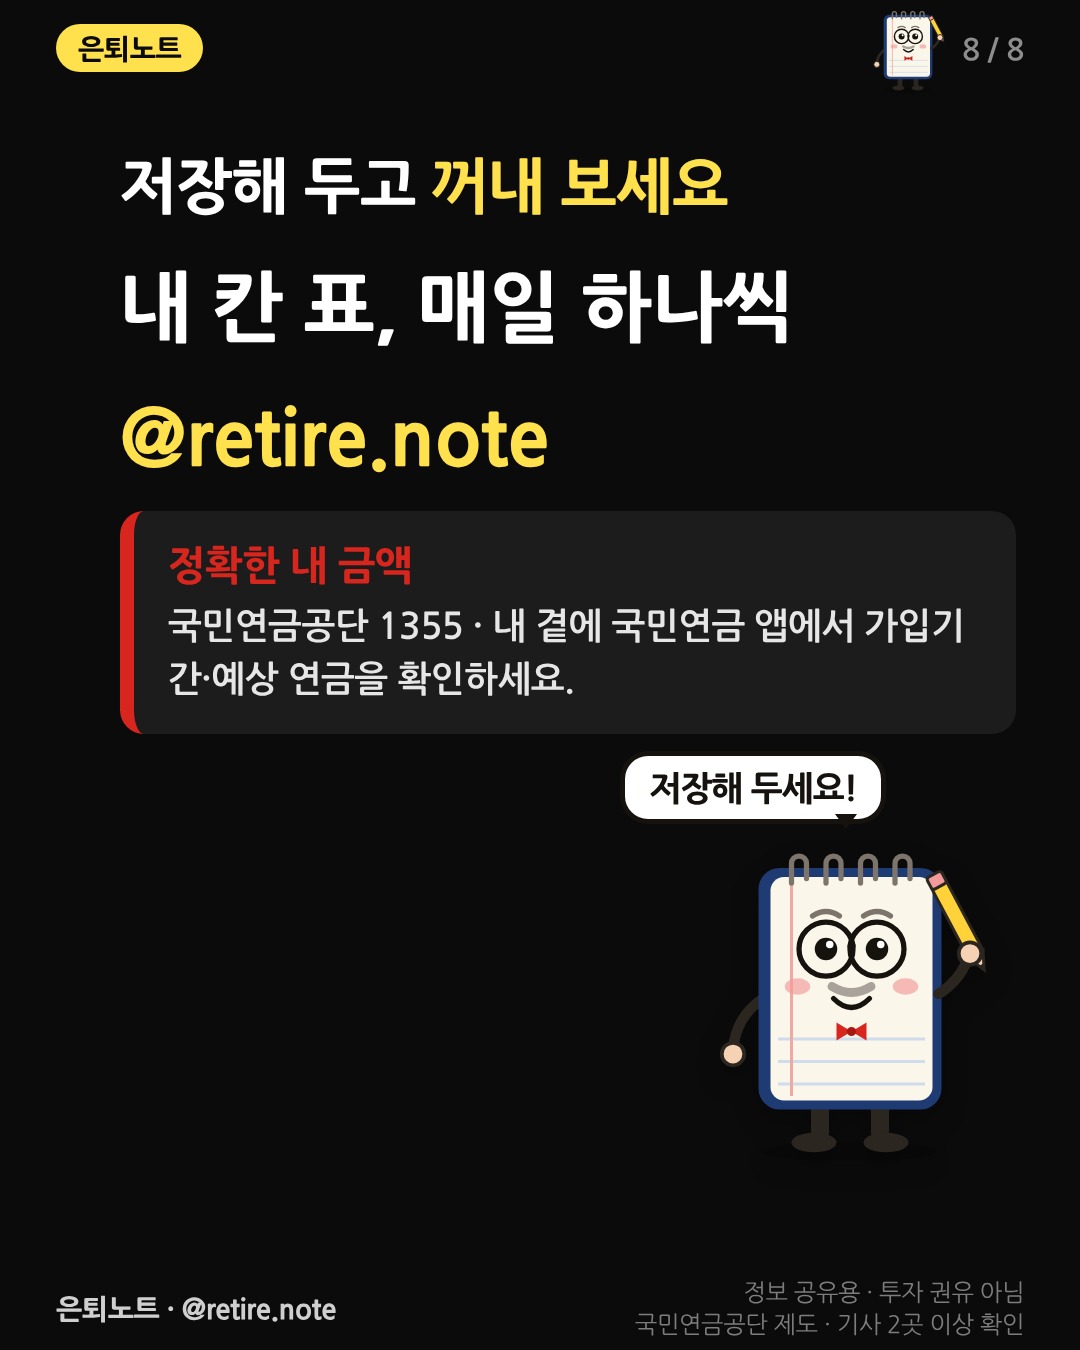 은퇴노트
8 / 8
저장해 두고 꺼내 보세요
내 칸 표, 매일 하나씩
@retire.note
정확한 내 금액
국민연금공단 1355 · 내 곁에 국민연금 앱에서 가입기
간·예상 연금을 확인하세요.
저장해 두세요!
은퇴노트 · @retire.note
정보 공유용 · 투자 권유 아님
국민연금공단 제도 · 기사 2곳 이상 확인